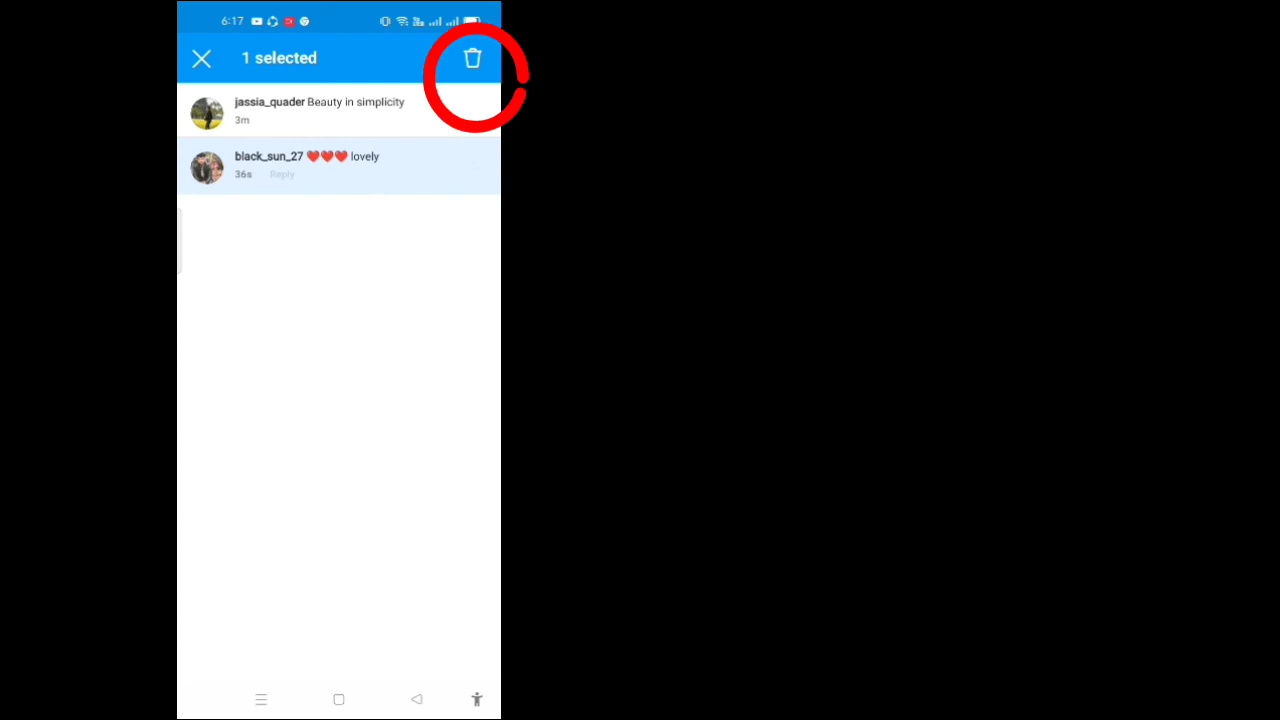 6:17
1 selected
jassia_quader Beauty in simplicity
3m
black_sun_27 ❤️❤️❤️ lovely
36s Reply